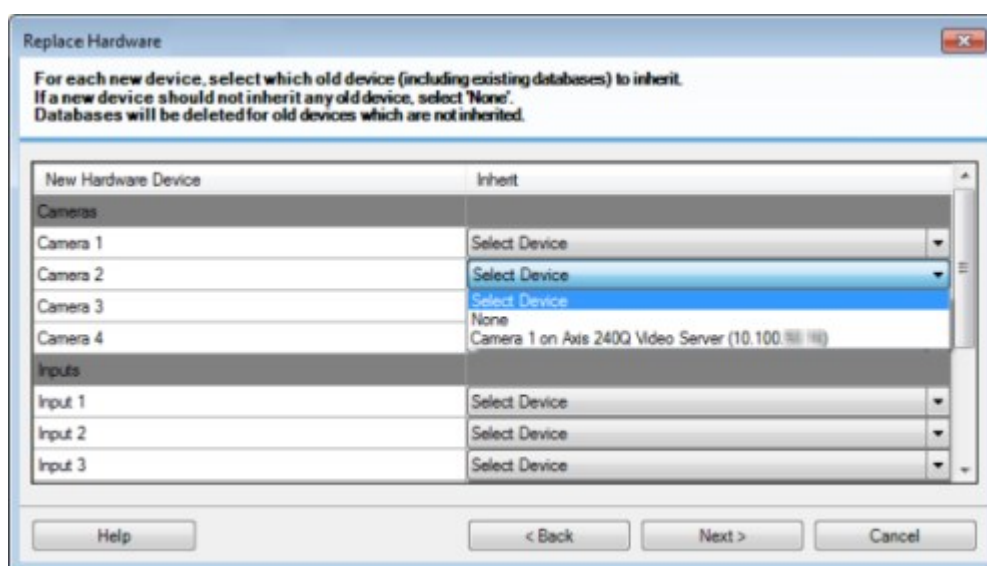 Replace Hardware
For each new device, select which old device (including existing databases) to inherit.
If a new device should not inherit any old device, select 'None'.
Databases will be deleted for old devices which are not inherited.
New Hardware Device Inherit
Cameras
Camera 1 Select Device
Camera 2 Select Device
Select Device
Camera 3
None
Camera 4 Camera 1 on Axis 240Q Video Server (10.100.
Inputs
Input 1 Select Device
Input 2 Select Device
Input 3 Select Device
Help < Back Next > Cancel